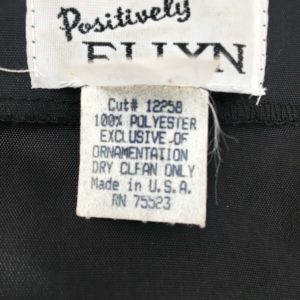 Positively
ELLYN
Cut# 12258
100% POLYESTER
EXCLUSIVE OF
ORNAMENTATION
DRY CLEAN ONLY
Made in U.S.A.
RN 75523